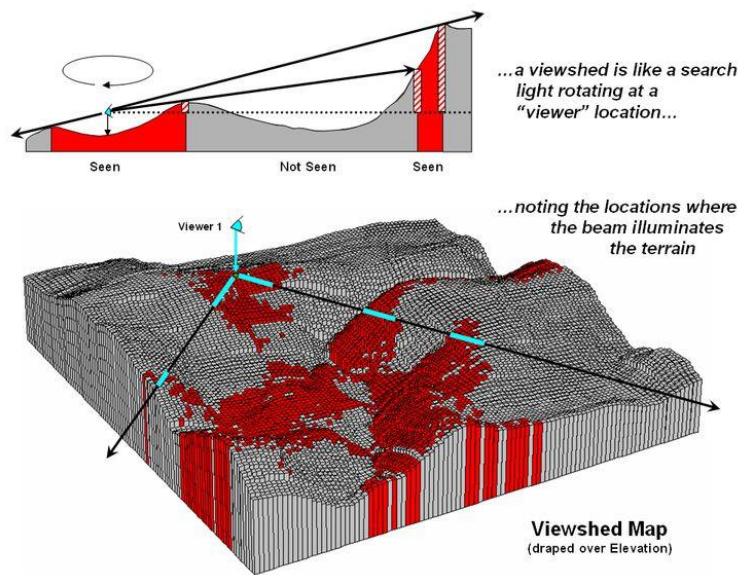 …a viewshed is like a search
light rotating at a
“viewer” location…
Seen
Not Seen
Seen
…noting the locations where
the beam illuminates
the terrain
Viewer 1
Viewshed Map
(draped over Elevation)